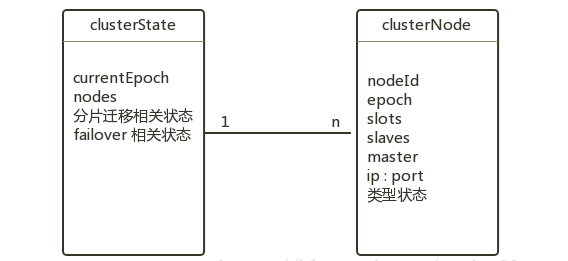 clusterState
currentEpoch
nodes
分片迁移相关状态
failover 相关状态
1
n
clusterNode
nodeId
epoch
slots
slaves
master
ip : port
类型状态